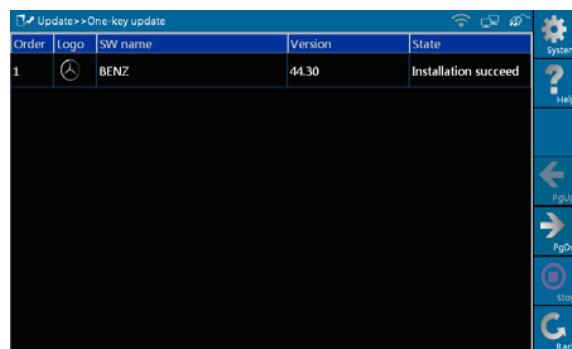 Update>>One-key update
Order Logo SW name Version State
1 BENZ 44.30 Installation succeed
System
Help
PgUp
PgDn
Stop
Back